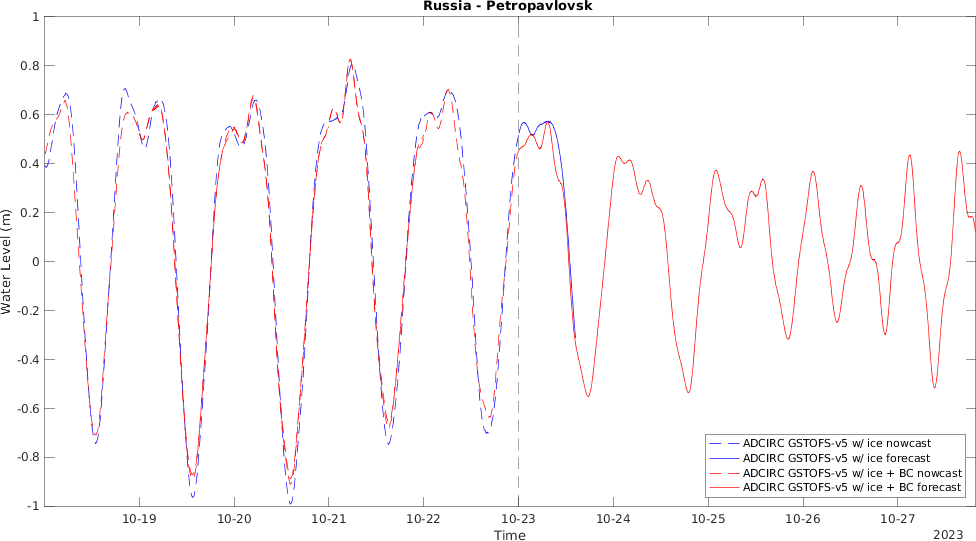 Russia - Petropavlovsk
1
0.8
0.6
0.4
0.2
0
-0.2
-0.4
-0.6
-0.8
-1
Water Level (m)
ADCIRC GSTOFS-v5 w/ ice nowcast
ADCIRC GSTOFS-v5 w/ ice forecast
ADCIRC GSTOFS-v5 w/ ice + BC nowcast
ADCIRC GSTOFS-v5 w/ ice + BC forecast
10-19 10-20 10-21 10-22 10-23 10-24 10-25 10-26 10-27
Time
2023